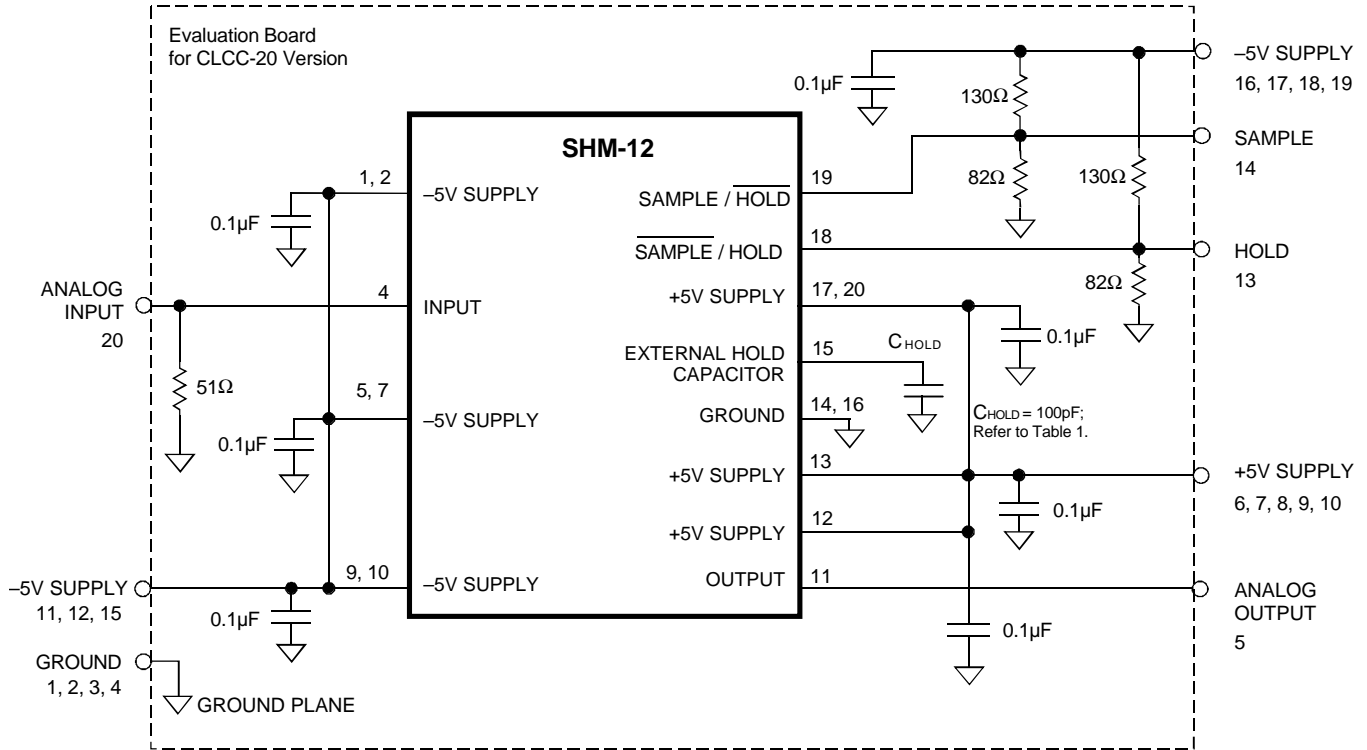 Evaluation Board
for CLCC-20 Version
–5V SUPPLY
16, 17, 18, 19
0.1µF
130Ω
SHM-12
SAMPLE
14
1, 2
–5V SUPPLY
19
SAMPLE / HOLD
82Ω
130Ω
0.1µF
18
SAMPLE / HOLD
HOLD
13
ANALOG
INPUT
20
4
INPUT
+5V SUPPLY
17, 20
82Ω
0.1µF
EXTERNAL HOLD
CAPACITOR
15
CHOLD
51Ω
5, 7
–5V SUPPLY
GROUND
14, 16
CHOLD = 100pF;
Refer to Table 1.
0.1µF
+5V SUPPLY
13
+5V SUPPLY
6, 7, 8, 9, 10
0.1µF
+5V SUPPLY
12
–5V SUPPLY
11, 12, 15
9, 10
–5V SUPPLY
OUTPUT
11
ANALOG
OUTPUT
5
0.1µF
0.1µF
GROUND
1, 2, 3, 4
GROUND PLANE